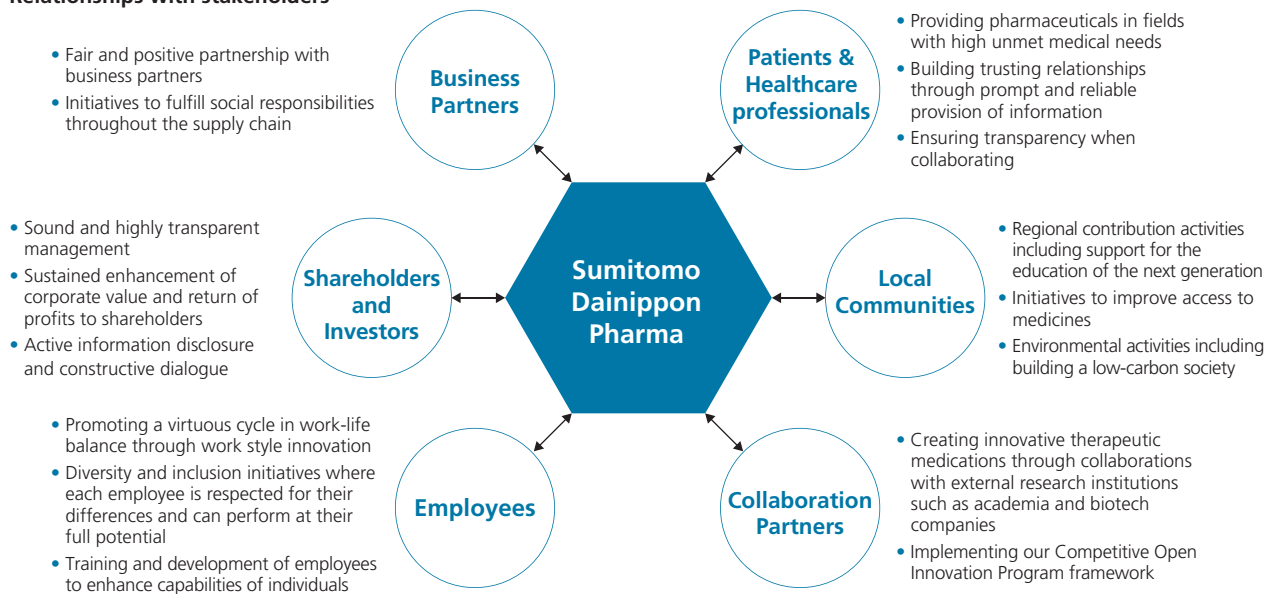 Relationships with stakeholders
• Fair and positive partnership with
business partners
• Initiatives to fulfill social responsibilities
throughout the supply chain
Business
Partners
Patients &
Healthcare
professionals
• Providing pharmaceuticals in fields
with high unmet medical needs
• Building trusting relationships
through prompt and reliable
provision of information
• Ensuring transparency when
collaborating
• Sound and highly transparent
management
• Sustained enhancement of
corporate value and return of
profits to shareholders
• Active information disclosure
and constructive dialogue
Shareholders
and
Investors
Sumitomo
Dainippon
Pharma
Local
Communities
• Regional contribution activities
including support for the
education of the next generation
• Initiatives to improve access to
medicines
• Environmental activities including
building a low-carbon society
• Promoting a virtuous cycle in work-life
balance through work style innovation
• Diversity and inclusion initiatives where
each employee is respected for their
differences and can perform at their
full potential
• Training and development of employees
to enhance capabilities of individuals
Employees
Collaboration
Partners
• Creating innovative therapeutic
medications through collaborations
with external research institutions
such as academia and biotech
companies
• Implementing our Competitive Open
Innovation Program framework